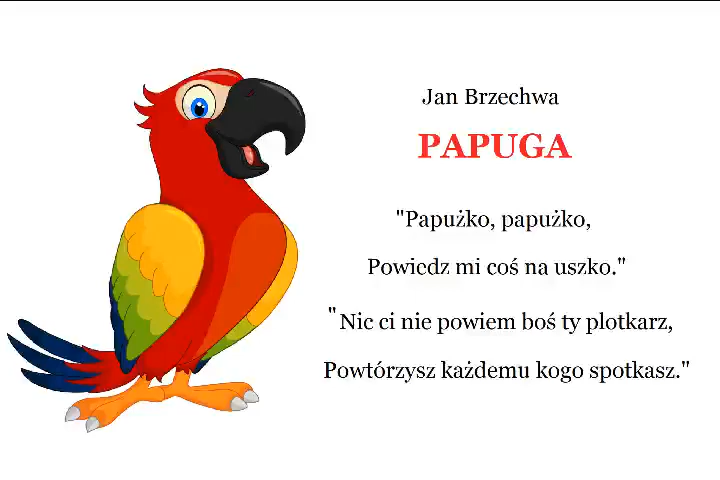 Jan Brzechwa
PAPUGA
"Papużko, papużko,
Powiedz mi coś na uszko."
"Nic ci nie powiem boś ty plotkarz,
Powtórzysz każdemu kogo spotkasz."